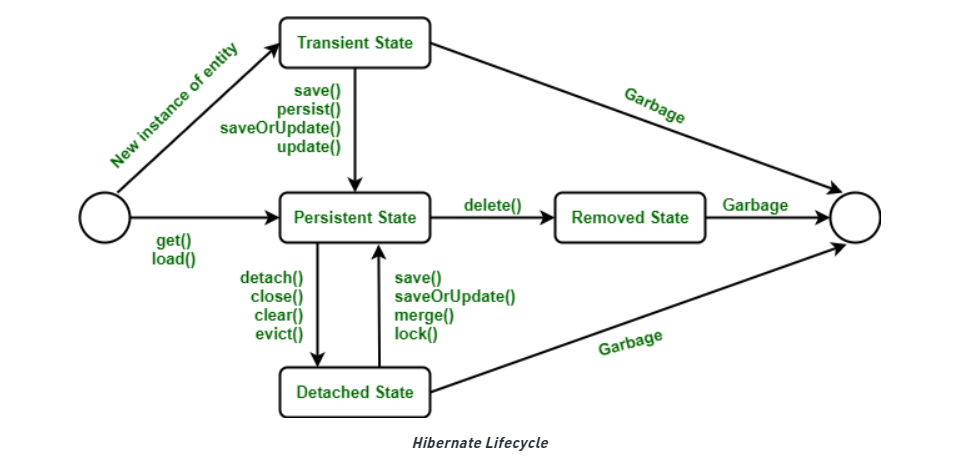 Transient State
New instance of entity
save()
persist()
saveOrUpdate()
update()
Garbage
Persistent State
delete()
Removed State
Garbage
get()
load()
detach()
close()
clear()
evict()
save()
saveOrUpdate()
merge()
lock()
Garbage
Detached State
Hibernate Lifecycle